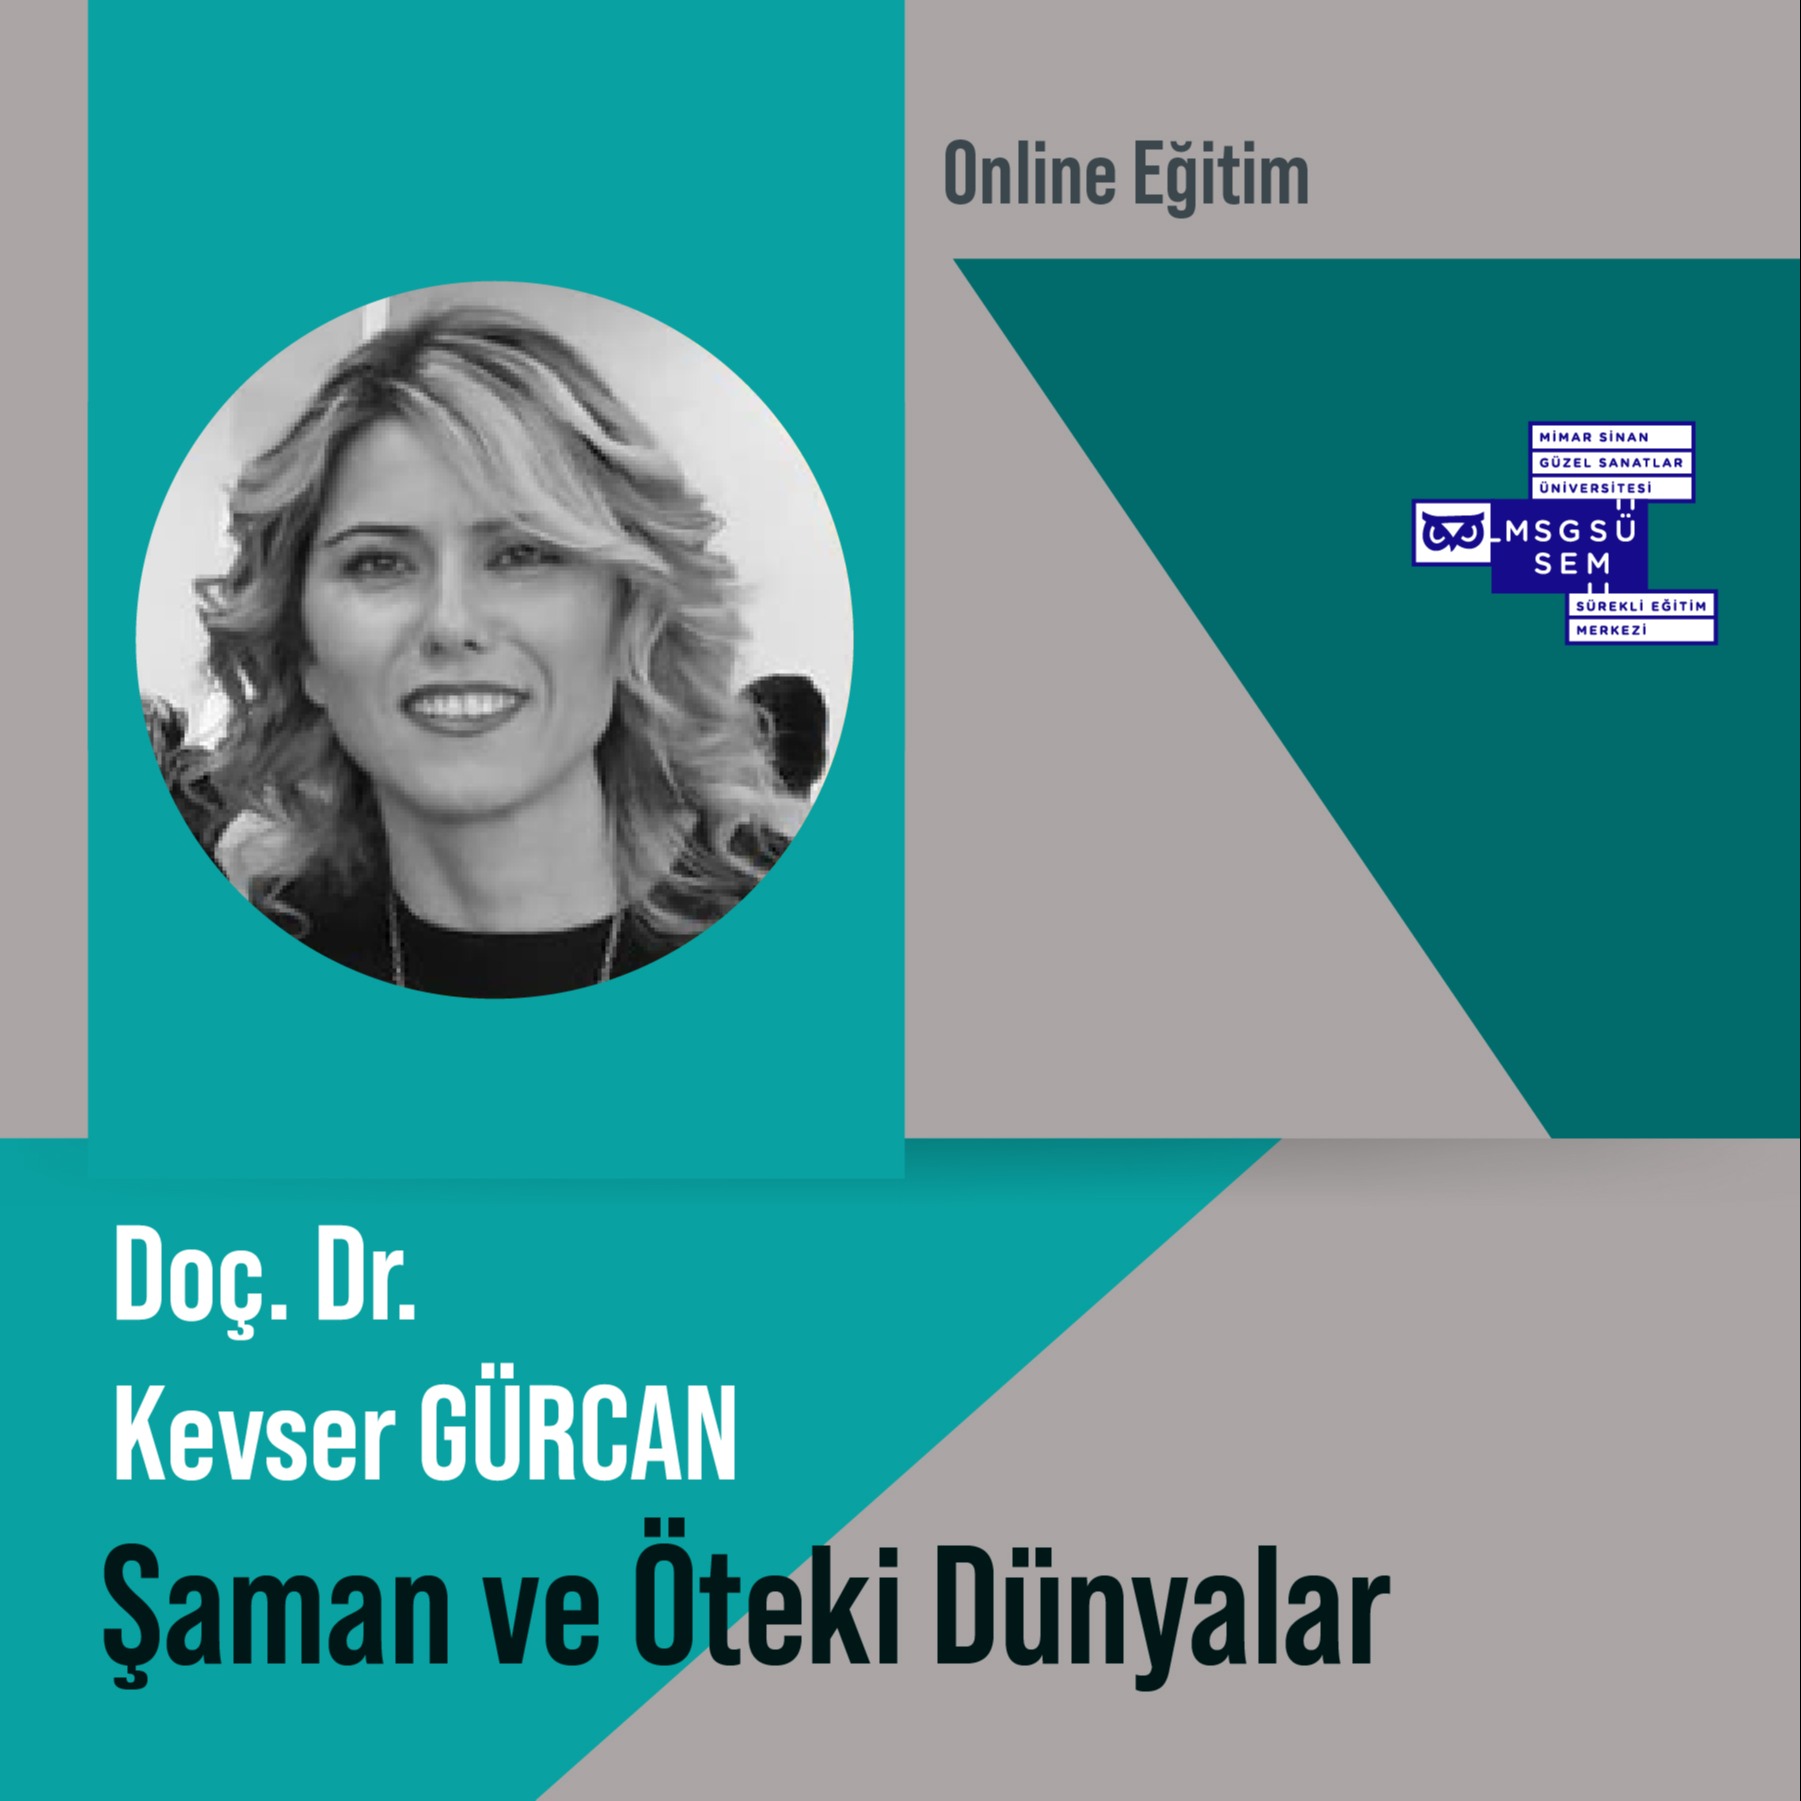 Online Eğitim
MİMAR SİNAN
GÜZEL SANATLAR
ÜNİVERSİTESİ
MSGSÜ
SEM
SÜREKLİ EĞİTİM
MERKEZİ
Doç. Dr.
Kevser GÜRCAN
Şaman ve Öteki Dünyalar